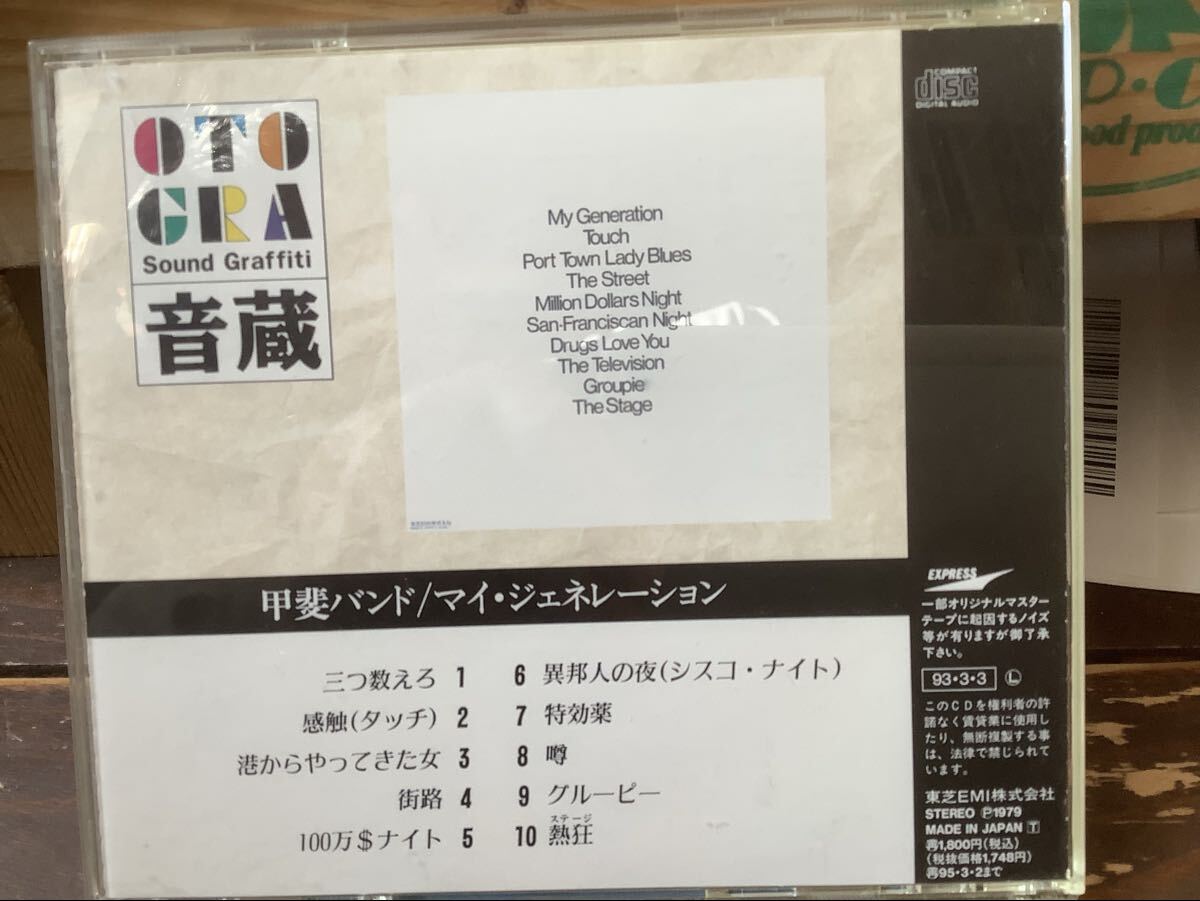 OTO
GRA
Sound Graffiti
音蔵
My Generation
Touch
Port Town Lady Blues
The Street
Million Dollars Night
San-Franciscan Night
Drugs Love You
The Television
Groupie
The Stage
甲斐バンド/マイ・ジェネレーション
三つ数えろ 1
感触(タッチ) 2
港からやってきた女 3
街路 4
100万$ナイト 5
6 異邦人の夜(シスコ・ナイト)
7 特効薬
8 噂
9 グルーピー
ステージ
10 熱狂
COMPACT
disc
DIGITAL AUDIO
EXPRESS
一部オリジナルマスター
テープに起因するノイズ
等が有りますが御了承
下さい。
93・3・3 Ⓛ
このCDを権利者の許
諾なく賃貸業に使用し
たり、無断複製する事
は、法律で禁じられて
います。
東芝EMI株式会社
STEREO Ⓟ1979
MADE IN JAPAN T
再1,800円(税込)
(税抜価格1,748円)
再95・3・2まで
ood prod